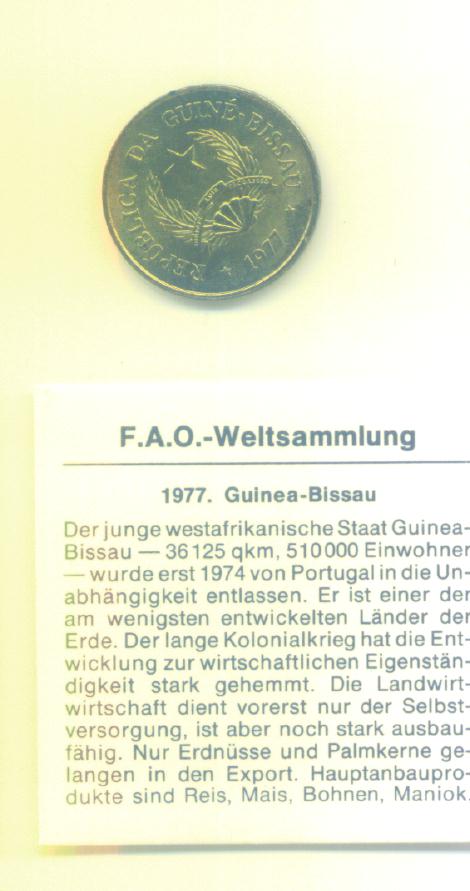 REPÚBLICA DA GUINÉ-BISSAU
1977
F.A.O.-Weltsammlung
1977. Guinea-Bissau
Der junge westafrikanische Staat Guinea-
Bissau — 36125 qkm, 510000 Einwohner
— wurde erst 1974 von Portugal in die Un-
abhängigkeit entlassen. Er ist einer der
am wenigsten entwickelten Länder der
Erde. Der lange Kolonialkrieg hat die Ent-
wicklung zur wirtschaftlichen Eigenstän-
digkeit stark gehemmt. Die Landwirt-
wirtschaft dient vorerst nur der Selbst-
versorgung, ist aber noch stark ausbau-
fähig. Nur Erdnüsse und Palmkerne ge-
langen in den Export. Hauptanbaupro-
dukte sind Reis, Mais, Bohnen, Maniok.